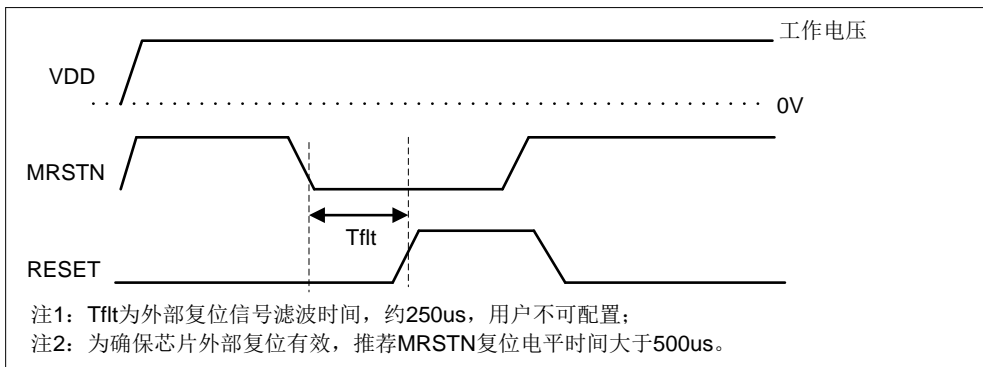 工作电压
VDD
0V
MRSTN
Tflt
RESET
注1：Tflt为外部复位信号滤波时间，约250us，用户不可配置；
注2：为确保芯片外部复位有效，推荐MRSTN复位电平时间大于500us。